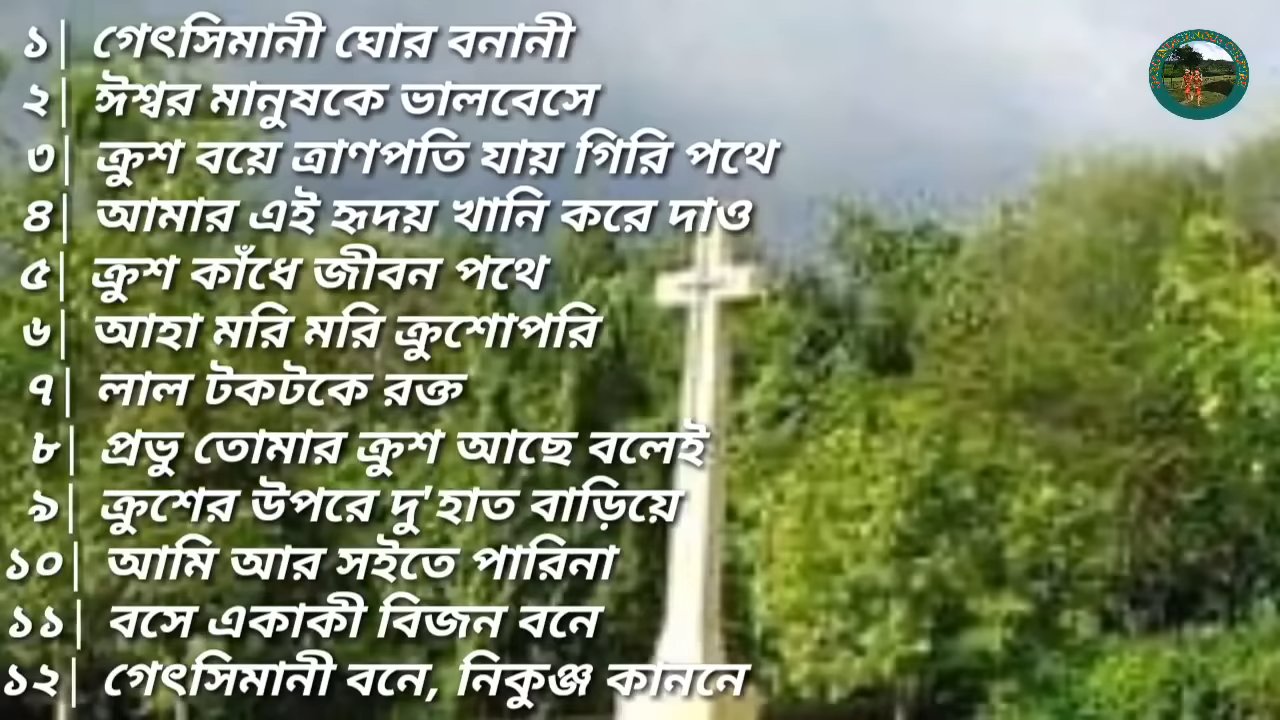 ১| গেৎসিমানী ঘোর বনানী
২| ঈশ্বর মানুষকে ভালবেসে
৩| ক্রুশ বয়ে ত্রাণপতি যায় গিরি পথে
৪| আমার এই হৃদয় খানি করে দাও
৫| ক্রুশ কাঁধে জীবন পথে
৬| আহা মরি মরি ক্রুশোপরি
৭| লাল টকটকে রক্ত
৮| প্রভু তোমার ক্রুশ আছে বলেই
৯| ক্রুশের উপরে দু'হাত বাড়িয়ে
১০| আমি আর সইতে পারিনা
১১| বসে একাকী বিজন বনে
১২| গেৎসিমানী বনে, নিকুঞ্জ কাননে